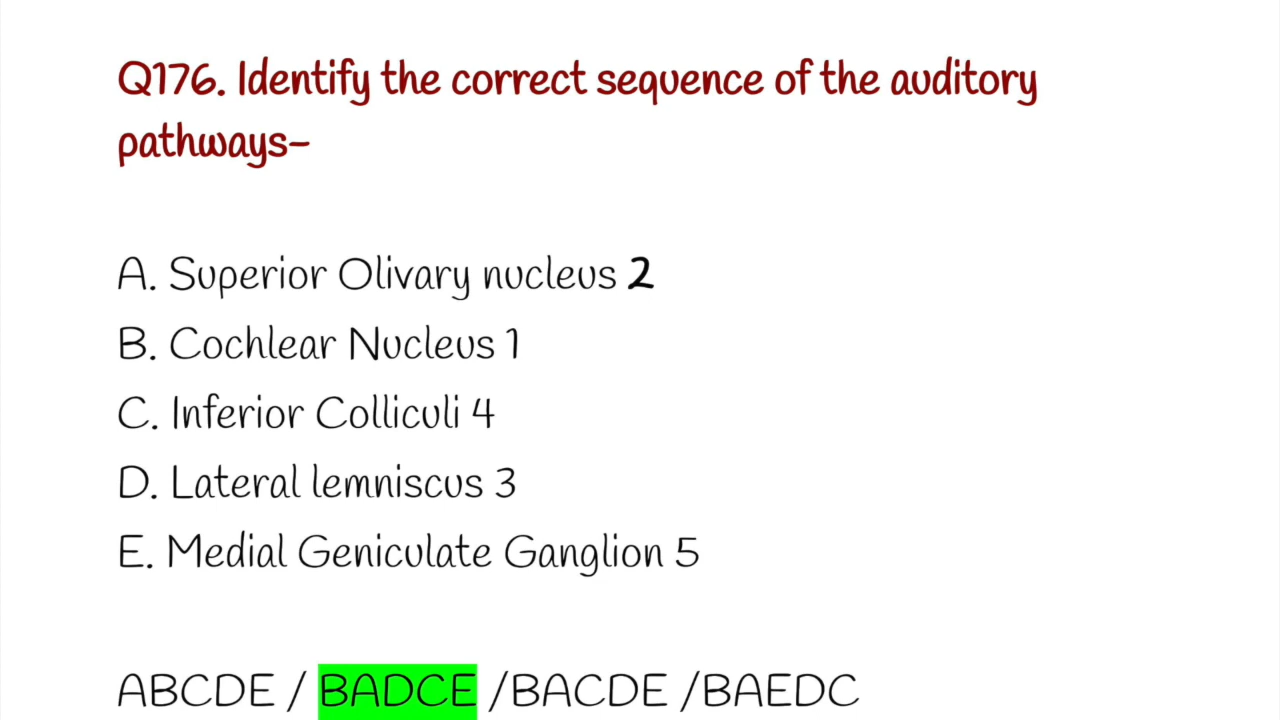 Q176. Identify the correct sequence of the auditory
pathways-
A. Superior Olivary nucleus 2
B. Cochlear Nucleus 1
C. Inferior Colliculi 4
D. Lateral lemniscus 3
E. Medial Geniculate Ganglion 5
ABCDE / BADCE /BACDE /BAEDC